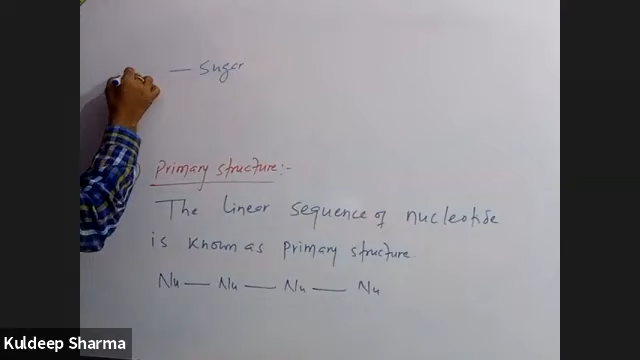 — Sugar
Primary structure:-
The linear sequence of nucleotide
is known as primary structure.
Nu — Nu — Nu — Nu
Kuldeep Sharma